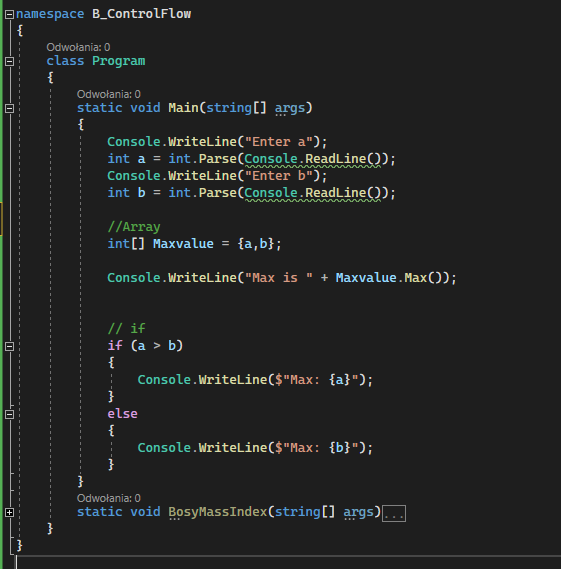 namespace B_ControlFlow
{
Odwołania: 0
class Program
{
Odwołania: 0
static void Main(string[] args)
{
Console.WriteLine("Enter a");
int a = int.Parse(Console.ReadLine());
Console.WriteLine("Enter b");
int b = int.Parse(Console.ReadLine());
//Array
int[] Maxvalue = {a,b};
Console.WriteLine("Max is " + Maxvalue.Max());
// if
if (a > b)
{
Console.WriteLine($"Max: {a}");
}
else
{
Console.WriteLine($"Max: {b}");
}
}
Odwołania: 0
static void BosyMassIndex(string[] args)...
}
}